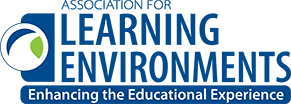 ASSOCIATION FOR
LEARNING
ENVIRONMENTS
Enhancing the Educational Experience